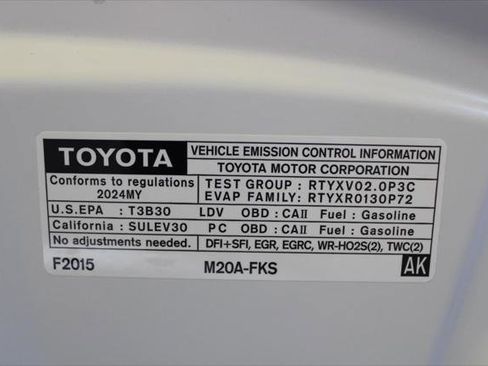 TOYOTA
VEHICLE EMISSION CONTROL INFORMATION
TOYOTA MOTOR CORPORATION
Conforms to regulations
2024MY
TEST GROUP : RTYXV02.0P3C
EVAP FAMILY: RTYXR0130P72
U.S.EPA : T3B30 LDV OBD : CAII Fuel : Gasoline
California : SULEV30 PC OBD : CAII Fuel : Gasoline
No adjustments needed. DFI+SFI, EGR, EGRC, WR-HO2S(2), TWC(2)
F2015 M20A-FKS AK